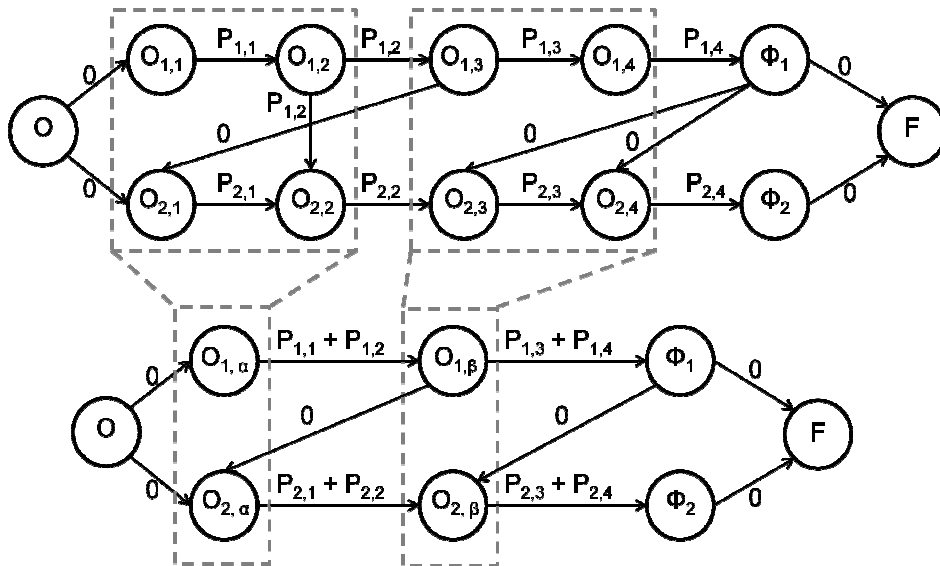 P1,1 P1,2 P1,3 P1,4
0 O1,1 O1,2 O1,3 O1,4 Φ1 0
P1,2
O 0 0 F
0 P2,1 P2,2 P2,3 P2,4 0
O2,1 O2,2 O2,3 O2,4 Φ2
P1,1 + P1,2 P1,3 + P1,4
0 O1, α O1,β Φ1 0
O 0 0 F
0 P2,1 + P2,2 P2,3 + P2,4 0
O2, α O2, β Φ2